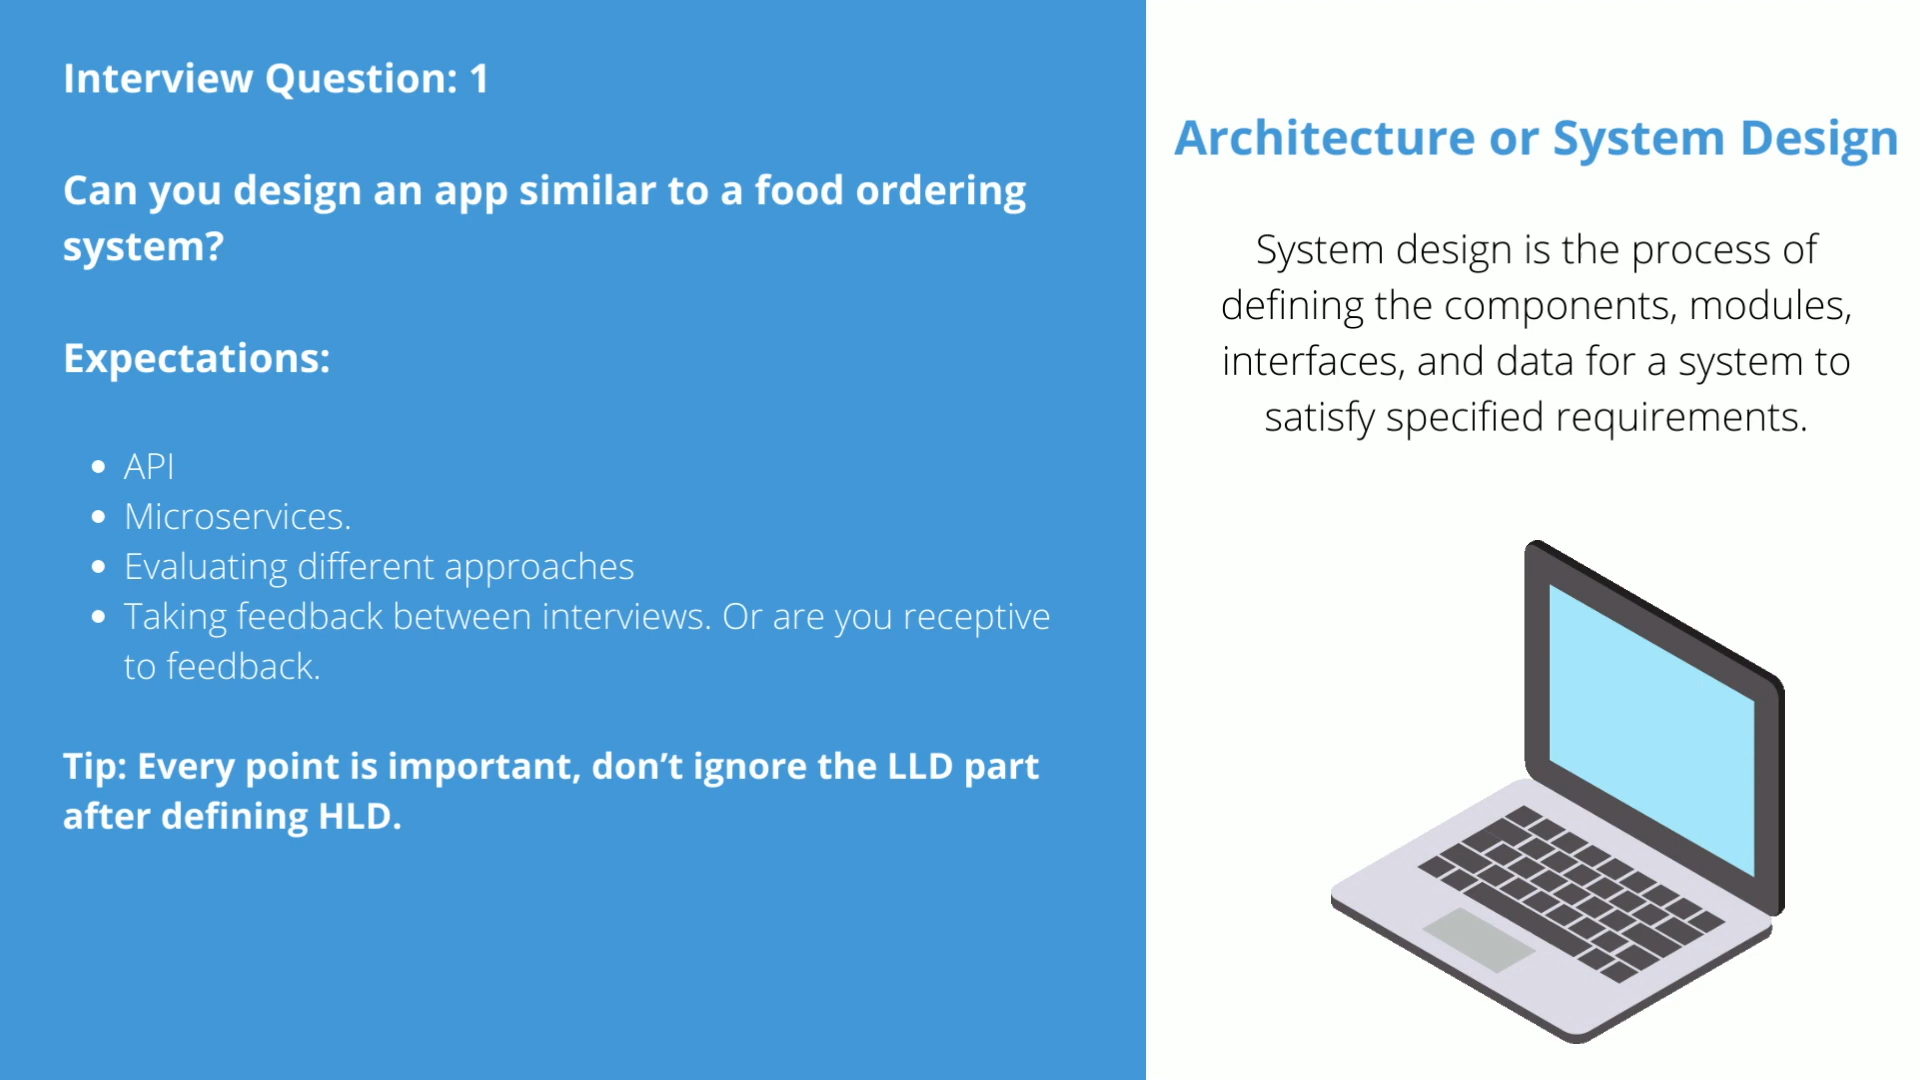 Interview Question: 1
Can you design an app similar to a food ordering
system?
Expectations:
• API
• Microservices.
• Evaluating different approaches
• Taking feedback between interviews. Or are you receptive
to feedback.
Tip: Every point is important, don’t ignore the LLD part
after defining HLD.
Architecture or System Design
System design is the process of
defining the components, modules,
interfaces, and data for a system to
satisfy specified requirements.